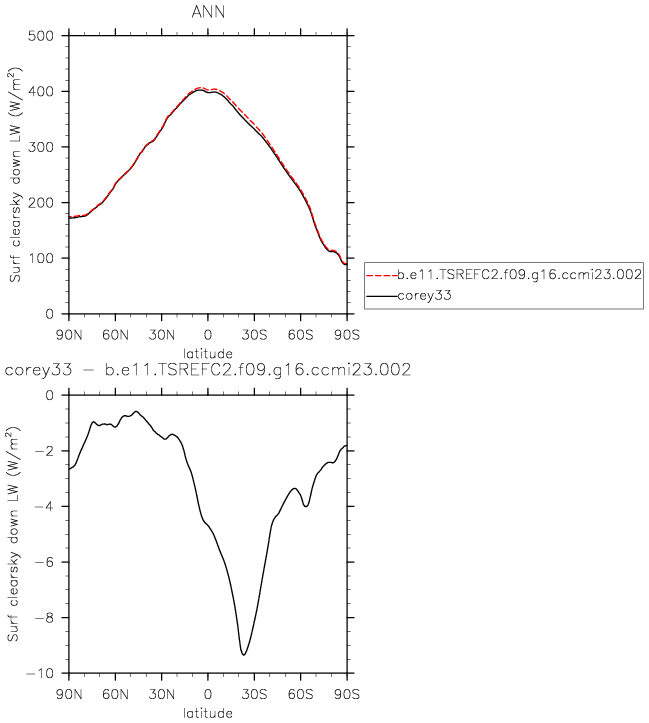 ANN
Surf clearsky down LW (W/m²)
500
400
300
200
100
0
90N 60N 30N 0 30S 60S 90S
latitude
b.e11.TSREFC2.f09.g16.ccmi23.002
corey33
corey33 - b.e11.TSREFC2.f09.g16.ccmi23.002
Surf clearsky down LW (W/m²)
0
-2
-4
-6
-8
-10
90N 60N 30N 0 30S 60S 90S
latitude